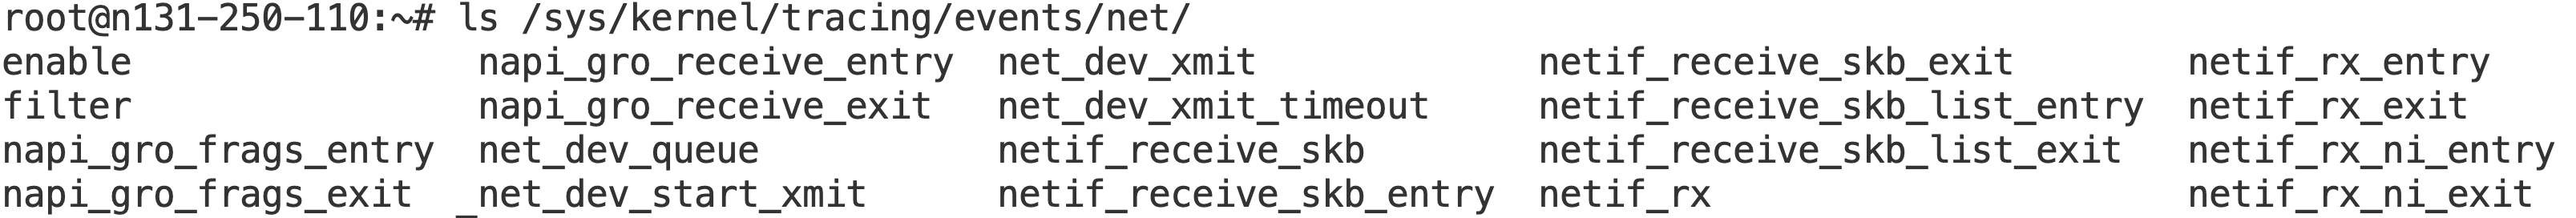 root@n131-250-110:~# ls /sys/kernel/tracing/events/net/
enable napi_gro_receive_entry net_dev_xmit netif_receive_skb_exit netif_rx_entry
filter napi_gro_receive_exit net_dev_xmit_timeout netif_receive_skb_list_entry netif_rx_exit
napi_gro_frags_entry net_dev_queue netif_receive_skb netif_receive_skb_list_exit netif_rx_ni_entry
napi_gro_frags_exit _net_dev_start_xmit netif_receive_skb_entry netif_rx netif_rx_ni_exit